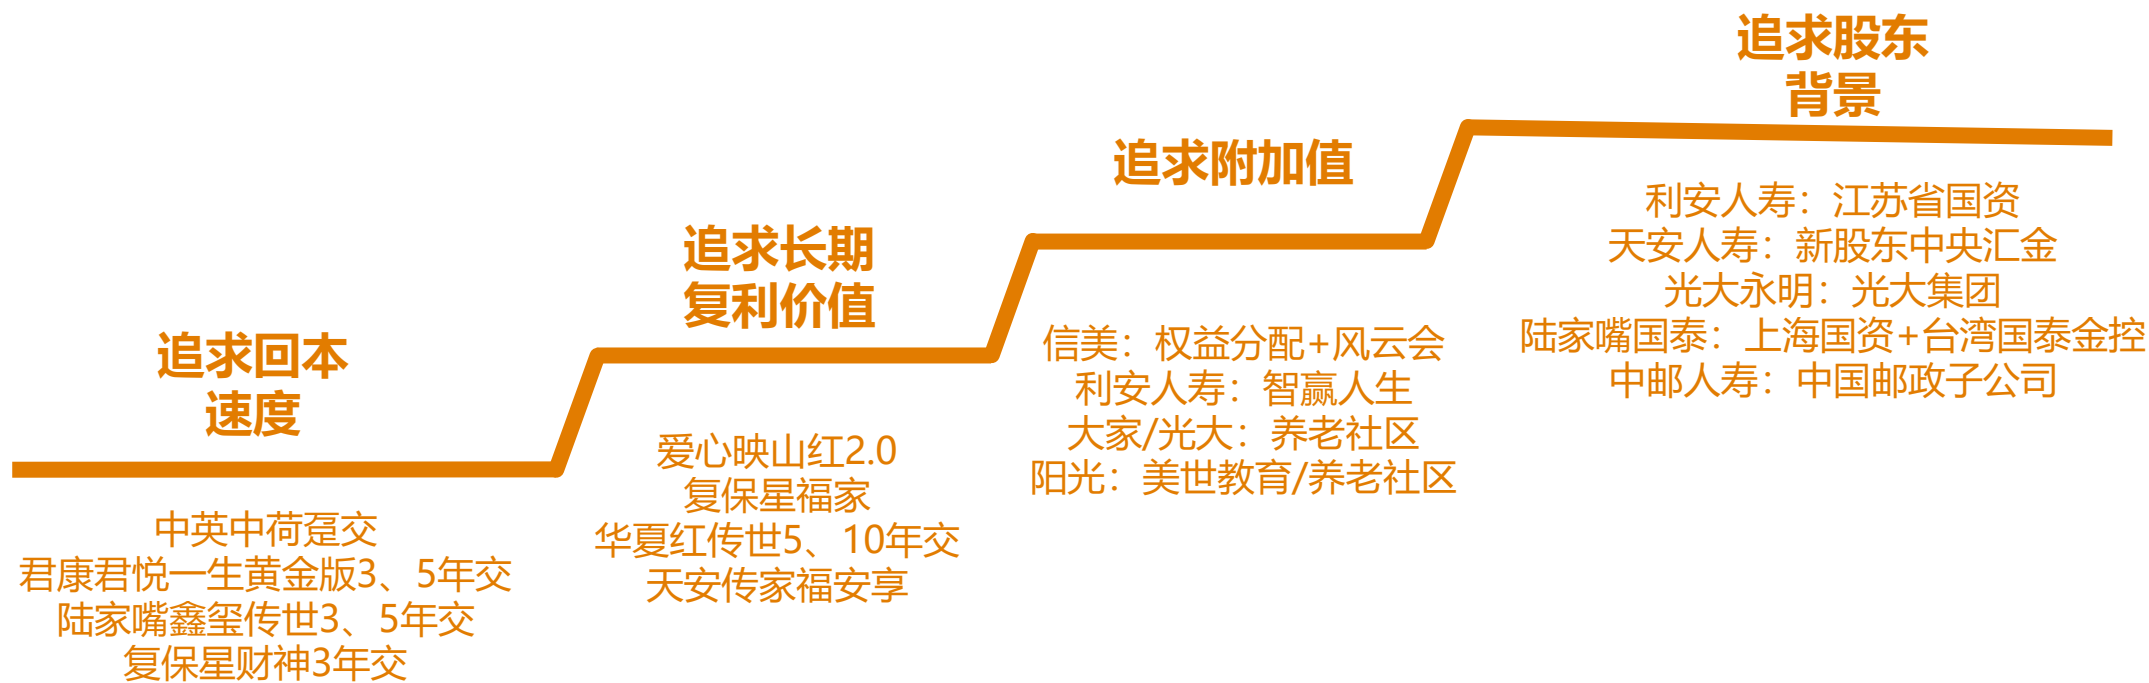 追求回本
速度
中英中荷趸交
君康君悦一生黄金版3、5年交
陆家嘴鑫玺传世3、5年交
复保星财神3年交
追求长期
复利价值
爱心映山红2.0
复保星福家
华夏红传世5、10年交
天安传家福安享
追求附加值
信美：权益分配+风云会
利安人寿：智赢人生
大家/光大：养老社区
阳光：美世教育/养老社区
追求股东
背景
利安人寿：江苏省国资
天安人寿：新股东中央汇金
光大永明：光大集团
陆家嘴国泰：上海国资+台湾国泰金控
中邮人寿：中国邮政子公司